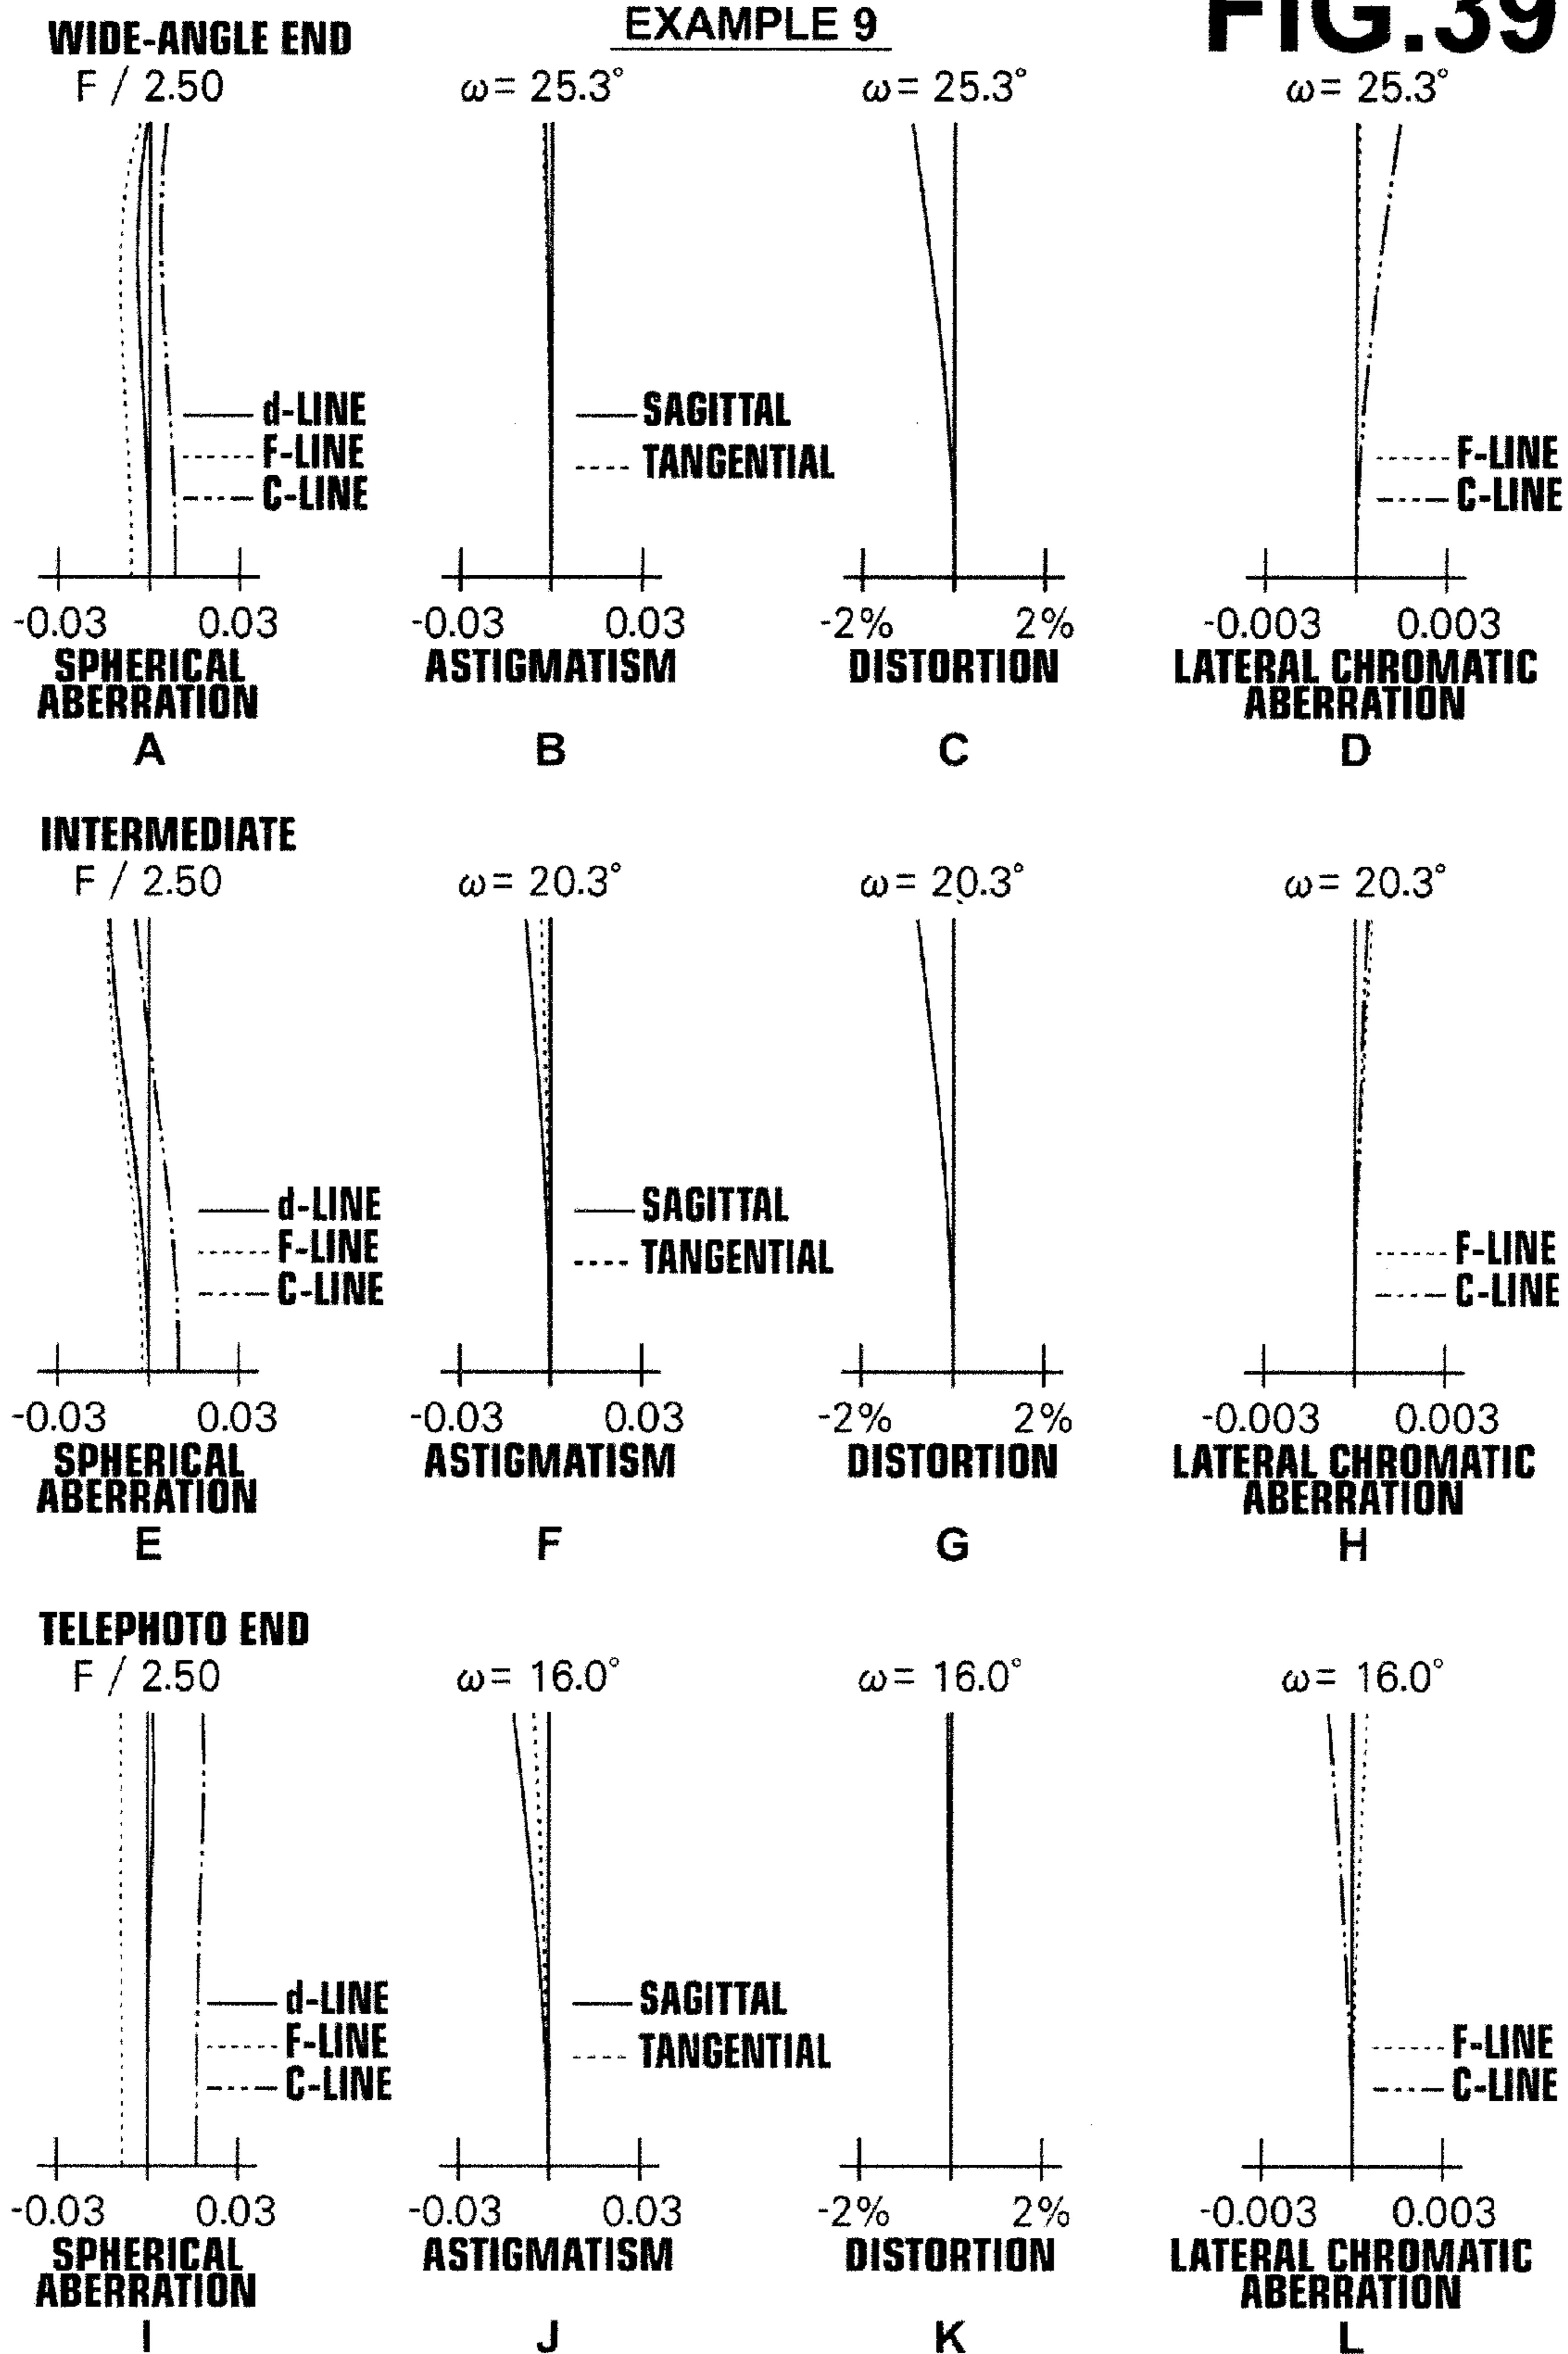 EXAMPLE 9
FIG.39
WIDE-ANGLE END
F / 2.50
ω= 25.3°
ω= 25.3°
ω= 25.3°
d-LINE
F-LINE
C-LINE
SAGITTAL
TANGENTIAL
F-LINE
C-LINE
-0.03 0.03
-0.03 0.03
-2% 2%
-0.003 0.003
SPHERICAL
ABERRATION
ASTIGMATISM
DISTORTION
LATERAL CHROMATIC
ABERRATION
A
B
C
D
INTERMEDIATE
F / 2.50
ω= 20.3°
ω= 20.3°
ω= 20.3°
d-LINE
F-LINE
C-LINE
SAGITTAL
TANGENTIAL
F-LINE
C-LINE
-0.03 0.03
-0.03 0.03
-2% 2%
-0.003 0.003
SPHERICAL
ABERRATION
ASTIGMATISM
DISTORTION
LATERAL CHROMATIC
ABERRATION
E
F
G
H
TELEPHOTO END
F / 2.50
ω= 16.0°
ω= 16.0°
ω= 16.0°
d-LINE
F-LINE
C-LINE
SAGITTAL
TANGENTIAL
F-LINE
C-LINE
-0.03 0.03
-0.03 0.03
-2% 2%
-0.003 0.003
SPHERICAL
ABERRATION
ASTIGMATISM
DISTORTION
LATERAL CHROMATIC
ABERRATION
I
J
K
L